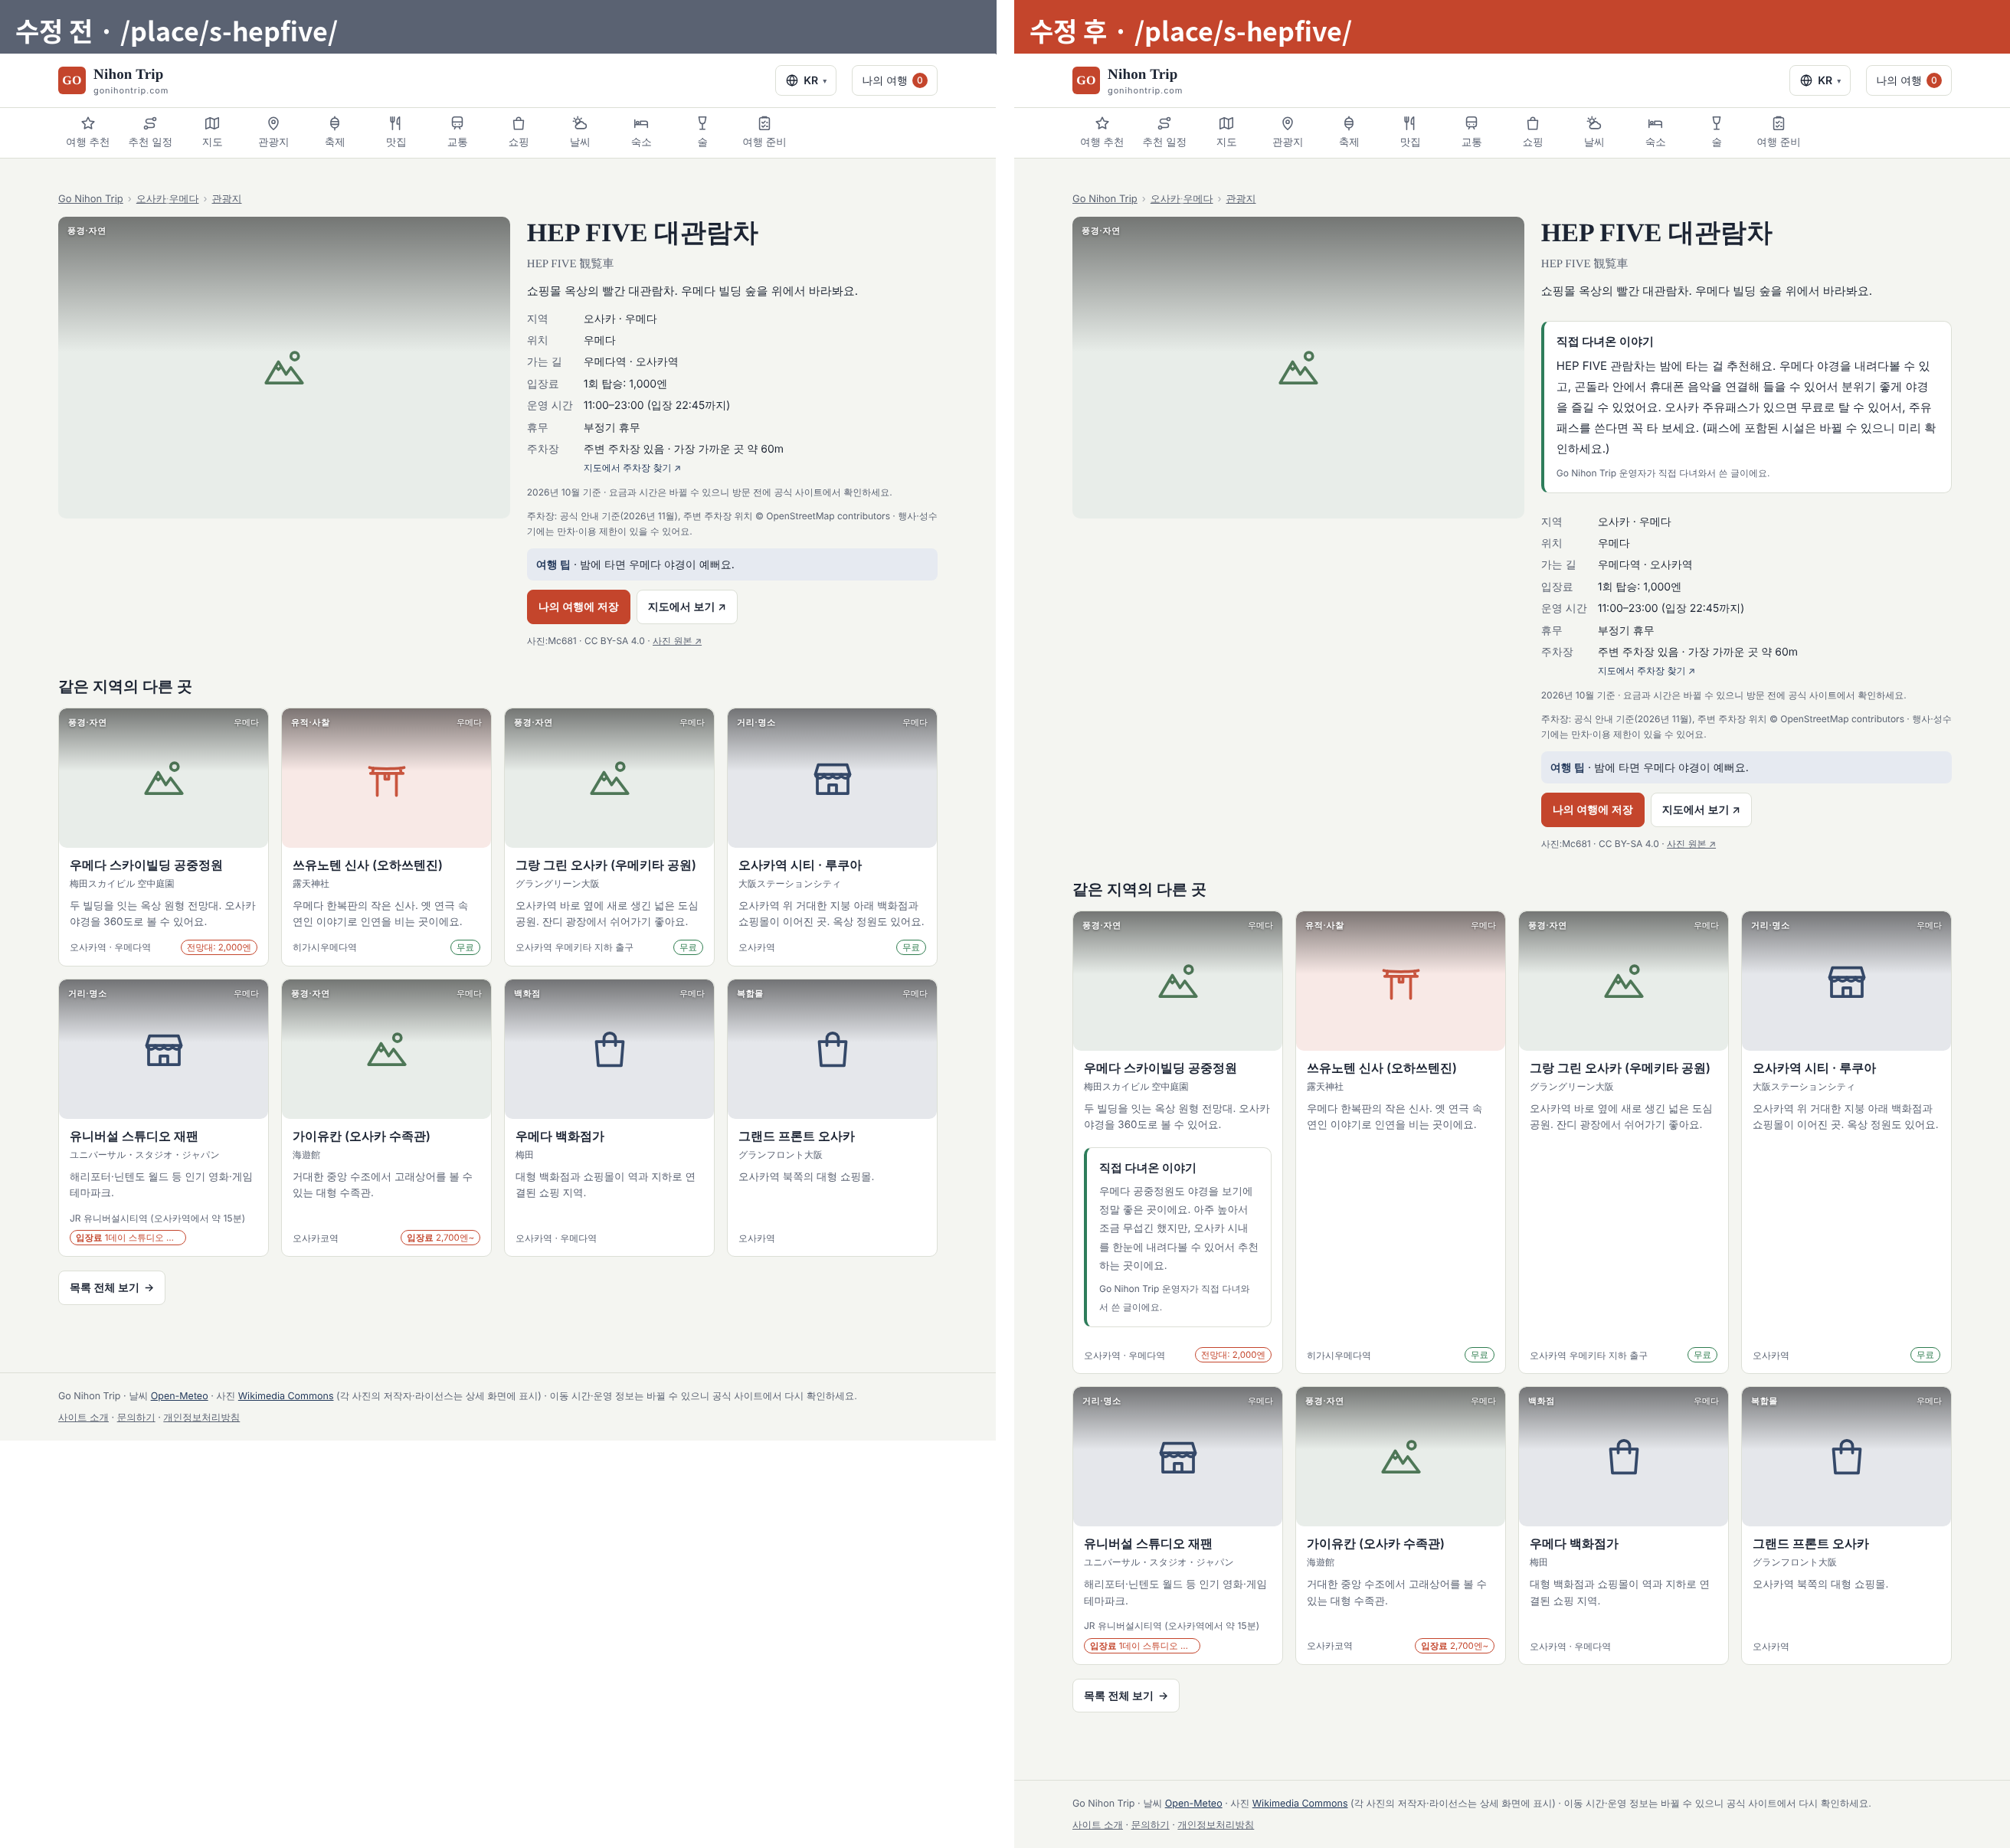 수정 전 · /place/s-hepfive/
GO Nihon Trip
gonihontrip.com
KR ▾
나의 여행 0
여행 추천 추천 일정 지도 관광지 축제 맛집 교통 쇼핑 날씨 숙소 술 여행 준비
Go Nihon Trip › 오사카·우메다 › 관광지
풍경·자연
HEP FIVE 대관람차
HEP FIVE 観覧車
쇼핑몰 옥상의 빨간 대관람차. 우메다 빌딩 숲을 위에서 바라봐요.
지역 오사카 · 우메다
위치 우메다
가는 길 우메다역 · 오사카역
입장료 1회 탑승: 1,000엔
운영 시간 11:00–23:00 (입장 22:45까지)
휴무 부정기 휴무
주차장 주변 주차장 있음 · 가장 가까운 곳 약 60m
지도에서 주차장 찾기 ↗
2026년 10월 기준 · 요금과 시간은 바뀔 수 있으니 방문 전에 공식 사이트에서 확인하세요.
주차장: 공식 안내 기준(2026년 11월), 주변 주차장 위치 © OpenStreetMap contributors · 행사·성수
기에는 만차·이용 제한이 있을 수 있어요.
여행 팁 · 밤에 타면 우메다 야경이 예뻐요.
나의 여행에 저장 지도에서 보기 ↗
사진:Mc681 · CC BY-SA 4.0 · 사진 원본 ↗
같은 지역의 다른 곳
풍경·자연 우메다
우메다 스카이빌딩 공중정원
梅田スカイビル 空中庭園
두 빌딩을 잇는 옥상 원형 전망대. 오사카
야경을 360도로 볼 수 있어요.
오사카역 · 우메다역 전망대: 2,000엔
유적·사찰 우메다
쓰유노텐 신사 (오하쓰텐진)
露天神社
우메다 한복판의 작은 신사. 옛 연극 속
연인 이야기로 인연을 비는 곳이에요.
히가시우메다역 무료
풍경·자연 우메다
그랑 그린 오사카 (우메키타 공원)
グラングリーン大阪
오사카역 바로 옆에 새로 생긴 넓은 도심
공원. 잔디 광장에서 쉬어가기 좋아요.
오사카역 우메키타 지하 출구 무료
거리·명소 우메다
오사카역 시티 · 루쿠아
大阪ステーションシティ
오사카역 위 거대한 지붕 아래 백화점과
쇼핑몰이 이어진 곳. 옥상 정원도 있어요.
오사카역 무료
거리·명소 우메다
유니버설 스튜디오 재팬
ユニバーサル・スタジオ・ジャパン
해리포터·닌텐도 월드 등 인기 영화·게임
테마파크.
JR 유니버설시티역 (오사카역에서 약 15분)
입장료 1데이 스튜디오 …
풍경·자연 우메다
가이유칸 (오사카 수족관)
海遊館
거대한 중앙 수조에서 고래상어를 볼 수
있는 대형 수족관.
오사카코역 입장료 2,700엔~
백화점 우메다
우메다 백화점가
梅田
대형 백화점과 쇼핑몰이 역과 지하로 연
결된 쇼핑 지역.
오사카역 · 우메다역
복합몰 우메다
그랜드 프론트 오사카
グランフロント大阪
오사카역 북쪽의 대형 쇼핑몰.
오사카역
목록 전체 보기 →
Go Nihon Trip · 날씨 Open-Meteo · 사진 Wikimedia Commons (각 사진의 저작자·라이선스는 상세 화면에 표시) · 이동 시간·운영 정보는 바뀔 수 있으니 공식 사이트에서 다시 확인하세요.
사이트 소개 · 문의하기 · 개인정보처리방침
수정 후 · /place/s-hepfive/
GO Nihon Trip
gonihontrip.com
KR ▾
나의 여행 0
여행 추천 추천 일정 지도 관광지 축제 맛집 교통 쇼핑 날씨 숙소 술 여행 준비
Go Nihon Trip › 오사카·우메다 › 관광지
풍경·자연
HEP FIVE 대관람차
HEP FIVE 観覧車
쇼핑몰 옥상의 빨간 대관람차. 우메다 빌딩 숲을 위에서 바라봐요.
직접 다녀온 이야기
HEP FIVE 관람차는 밤에 타는 걸 추천해요. 우메다 야경을 내려다볼 수 있
고, 곤돌라 안에서 휴대폰 음악을 연결해 들을 수 있어서 분위기 좋게 야경
을 즐길 수 있었어요. 오사카 주유패스가 있으면 무료로 탈 수 있어서, 주유
패스를 쓴다면 꼭 타 보세요. (패스에 포함된 시설은 바뀔 수 있으니 미리 확
인하세요.)
Go Nihon Trip 운영자가 직접 다녀와서 쓴 글이에요.
지역 오사카 · 우메다
위치 우메다
가는 길 우메다역 · 오사카역
입장료 1회 탑승: 1,000엔
운영 시간 11:00–23:00 (입장 22:45까지)
휴무 부정기 휴무
주차장 주변 주차장 있음 · 가장 가까운 곳 약 60m
지도에서 주차장 찾기 ↗
2026년 10월 기준 · 요금과 시간은 바뀔 수 있으니 방문 전에 공식 사이트에서 확인하세요.
주차장: 공식 안내 기준(2026년 11월), 주변 주차장 위치 © OpenStreetMap contributors · 행사·성수
기에는 만차·이용 제한이 있을 수 있어요.
여행 팁 · 밤에 타면 우메다 야경이 예뻐요.
나의 여행에 저장 지도에서 보기 ↗
사진:Mc681 · CC BY-SA 4.0 · 사진 원본 ↗
같은 지역의 다른 곳
풍경·자연 우메다
우메다 스카이빌딩 공중정원
梅田スカイビル 空中庭園
두 빌딩을 잇는 옥상 원형 전망대. 오사카
야경을 360도로 볼 수 있어요.
직접 다녀온 이야기
우메다 공중정원도 야경을 보기에
정말 좋은 곳이에요. 아주 높아서
조금 무섭긴 했지만, 오사카 시내
를 한눈에 내려다볼 수 있어서 추천
하는 곳이에요.
Go Nihon Trip 운영자가 직접 다녀와
서 쓴 글이에요.
오사카역 · 우메다역 전망대: 2,000엔
유적·사찰 우메다
쓰유노텐 신사 (오하쓰텐진)
露天神社
우메다 한복판의 작은 신사. 옛 연극 속
연인 이야기로 인연을 비는 곳이에요.
히가시우메다역 무료
풍경·자연 우메다
그랑 그린 오사카 (우메키타 공원)
グラングリーン大阪
오사카역 바로 옆에 새로 생긴 넓은 도심
공원. 잔디 광장에서 쉬어가기 좋아요.
오사카역 우메키타 지하 출구 무료
거리·명소 우메다
오사카역 시티 · 루쿠아
大阪ステーションシティ
오사카역 위 거대한 지붕 아래 백화점과
쇼핑몰이 이어진 곳. 옥상 정원도 있어요.
오사카역 무료
거리·명소 우메다
유니버설 스튜디오 재팬
ユニバーサル・スタジオ・ジャパン
해리포터·닌텐도 월드 등 인기 영화·게임
테마파크.
JR 유니버설시티역 (오사카역에서 약 15분)
입장료 1데이 스튜디오 …
풍경·자연 우메다
가이유칸 (오사카 수족관)
海遊館
거대한 중앙 수조에서 고래상어를 볼 수
있는 대형 수족관.
오사카코역 입장료 2,700엔~
백화점 우메다
우메다 백화점가
梅田
대형 백화점과 쇼핑몰이 역과 지하로 연
결된 쇼핑 지역.
오사카역 · 우메다역
복합몰 우메다
그랜드 프론트 오사카
グランフロント大阪
오사카역 북쪽의 대형 쇼핑몰.
오사카역
목록 전체 보기 →
Go Nihon Trip · 날씨 Open-Meteo · 사진 Wikimedia Commons (각 사진의 저작자·라이선스는 상세 화면에 표시) · 이동 시간·운영 정보는 바뀔 수 있으니 공식 사이트에서 다시 확인하세요.
사이트 소개 · 문의하기 · 개인정보처리방침